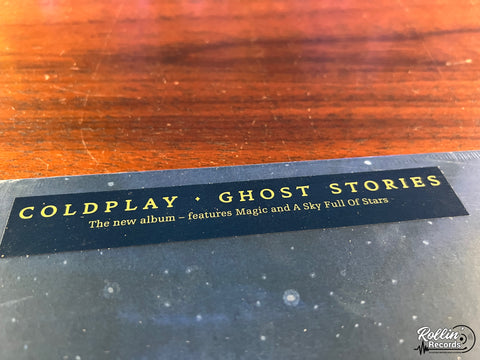 COLDPLAY · GHOST STORIES
The new album – features Magic and A Sky Full Of Stars
Rollin'
Records